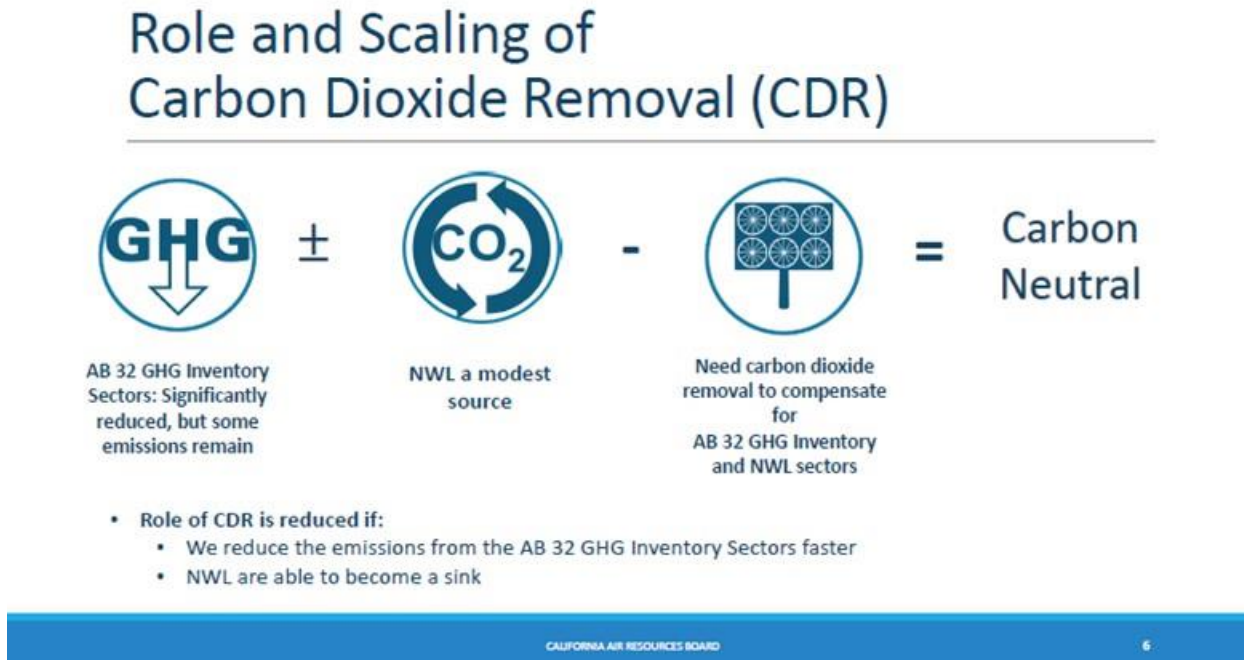 Role and Scaling of
Carbon Dioxide Removal (CDR)
GHG
±
CO₂
-
=
Carbon
Neutral
AB 32 GHG Inventory
Sectors: Significantly
reduced, but some
emissions remain
NWL a modest
source
Need carbon dioxide
removal to compensate
for
AB 32 GHG Inventory
and NWL sectors
• Role of CDR is reduced if:
• We reduce the emissions from the AB 32 GHG Inventory Sectors faster
• NWL are able to become a sink
CALIFORNIA AIR RESOURCES BOARD
6